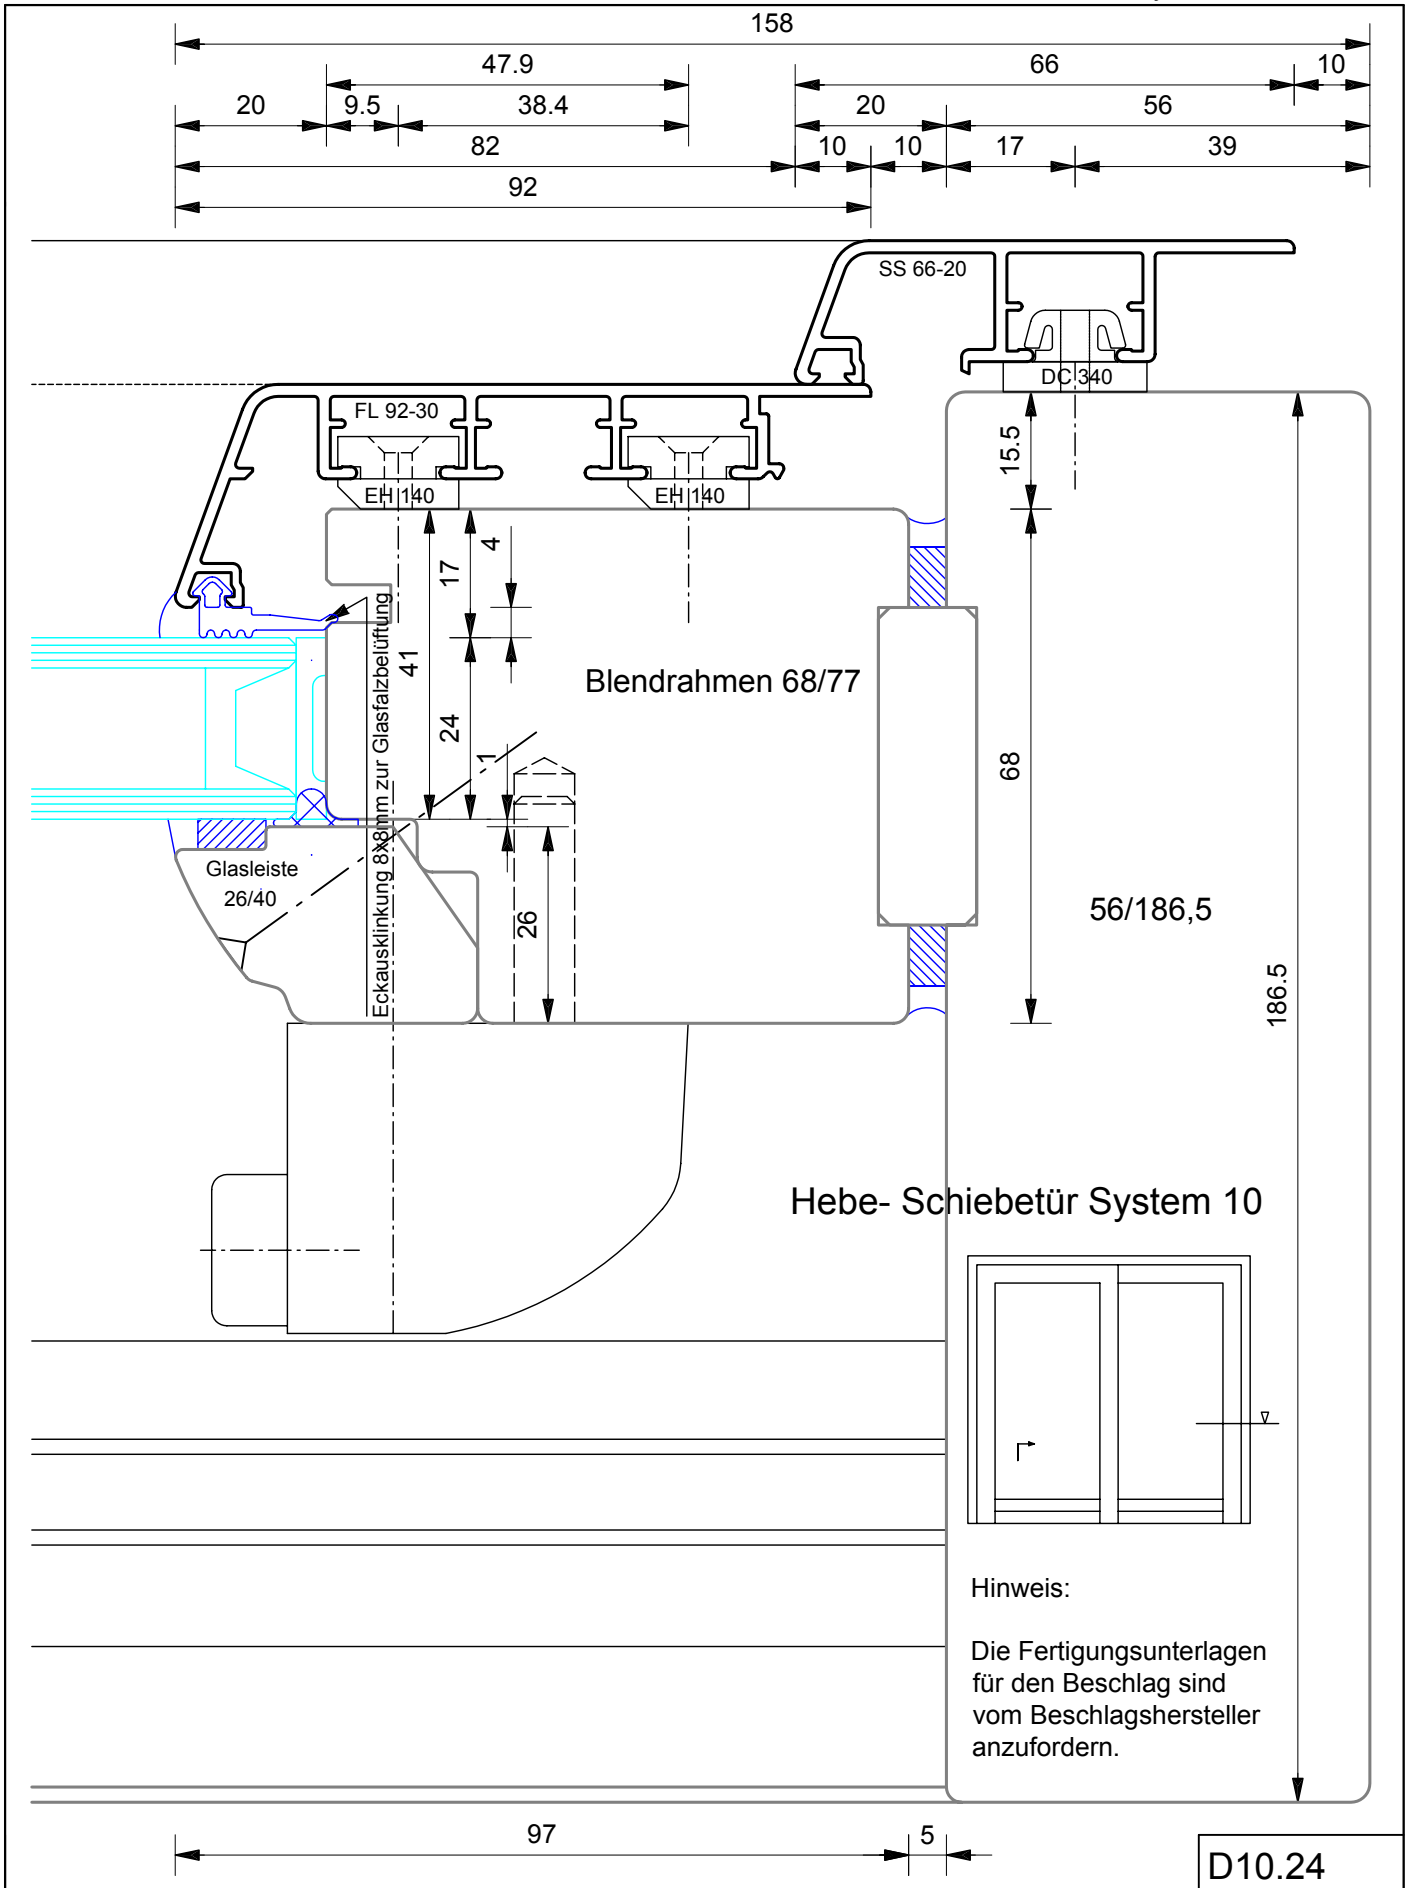 158
47.9
66
10
20
9.5
38.4
20
56
82
10
10
17
39
92
SS 66-20
DC 340
FL 92-30
EH 140
EH 140
15.5
4
17
41
24
1
26
68
186.5
Eckausklinkung 8x8mm zur Glasfalzbelüftung
Blendrahmen 68/77
Glasleiste
26/40
56/186,5
Hebe- Schiebetür System 10
Hinweis:
Die Fertigungsunterlagen
für den Beschlag sind
vom Beschlagshersteller
anzufordern.
97
5
D10.24